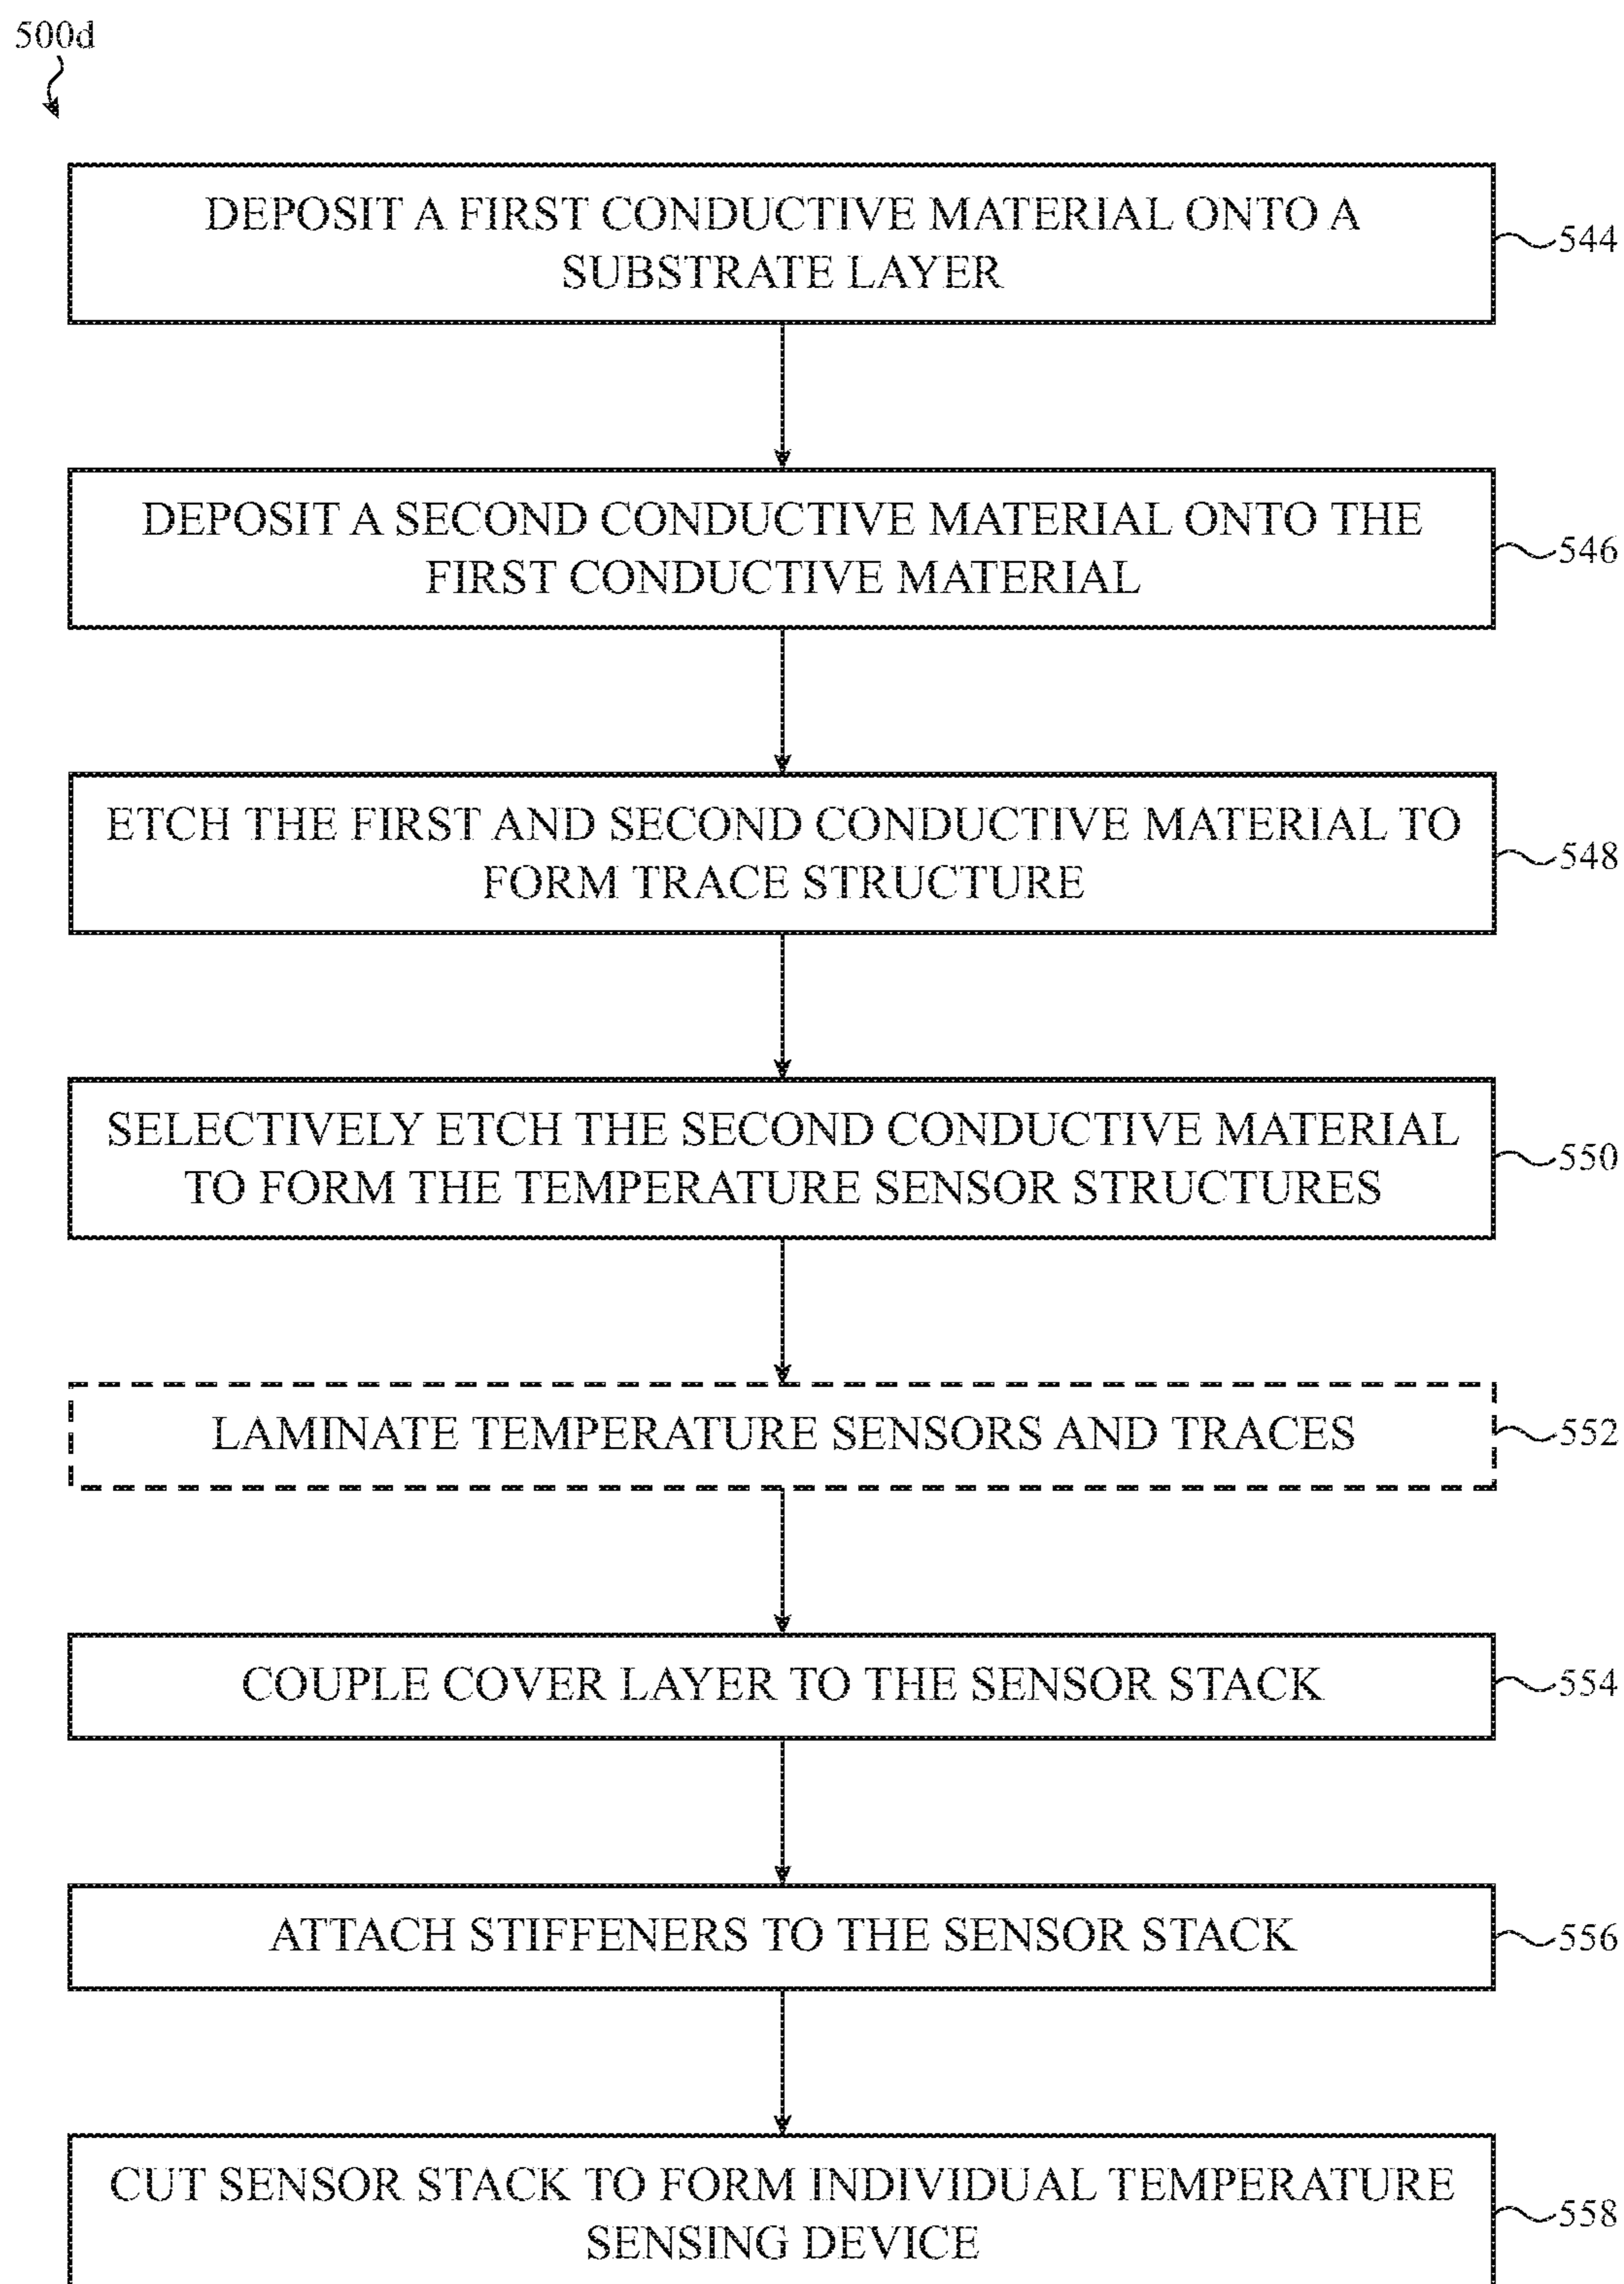 500d
DEPOSIT A FIRST CONDUCTIVE MATERIAL ONTO A
SUBSTRATE LAYER
544
DEPOSIT A SECOND CONDUCTIVE MATERIAL ONTO THE
FIRST CONDUCTIVE MATERIAL
546
ETCH THE FIRST AND SECOND CONDUCTIVE MATERIAL TO
FORM TRACE STRUCTURE
548
SELECTIVELY ETCH THE SECOND CONDUCTIVE MATERIAL
TO FORM THE TEMPERATURE SENSOR STRUCTURES
550
LAMINATE TEMPERATURE SENSORS AND TRACES
552
COUPLE COVER LAYER TO THE SENSOR STACK
554
ATTACH STIFFENERS TO THE SENSOR STACK
556
CUT SENSOR STACK TO FORM INDIVIDUAL TEMPERATURE
SENSING DEVICE
558